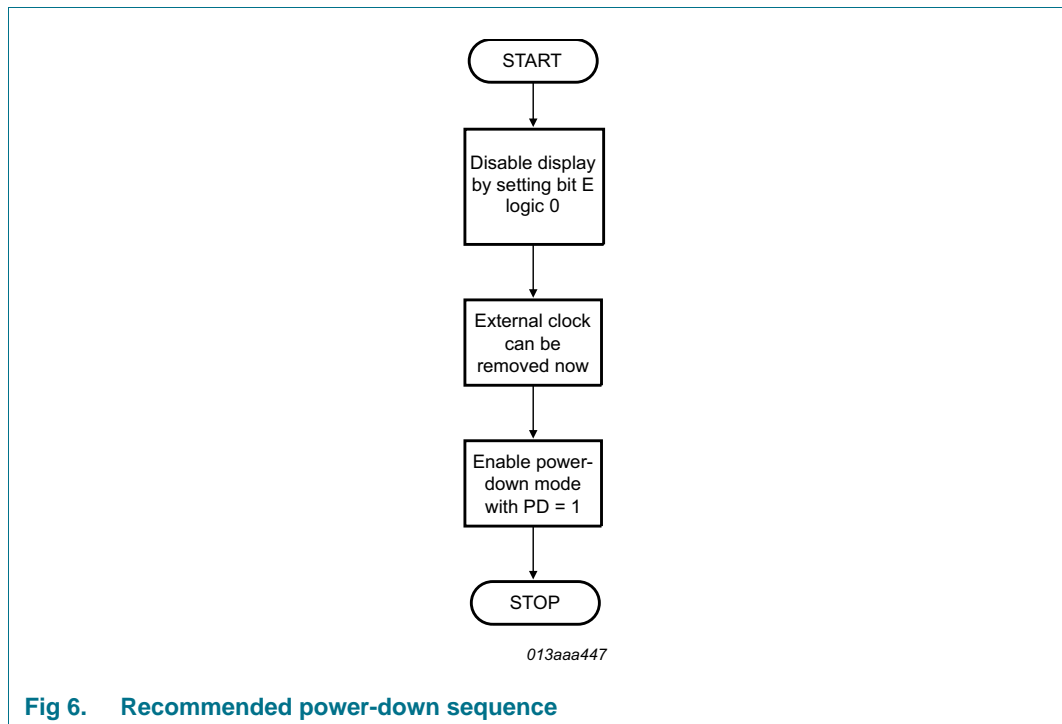 START
Disable display
by setting bit E
logic 0
External clock
can be
removed now
Enable power-
down mode
with PD = 1
STOP
013aaa447
Fig 6. Recommended power-down sequence